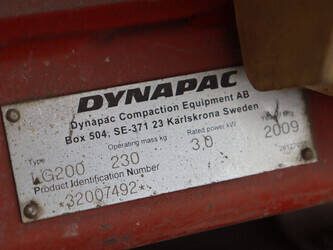 DYNAPAC
Dynapac Compaction Equipment AB
Box 504, SE-371 23 Karlskrona Sweden
Type Operating mass kg Rated power kW
LG200 230 3,0 2009
Product Identification Number
*32007492*